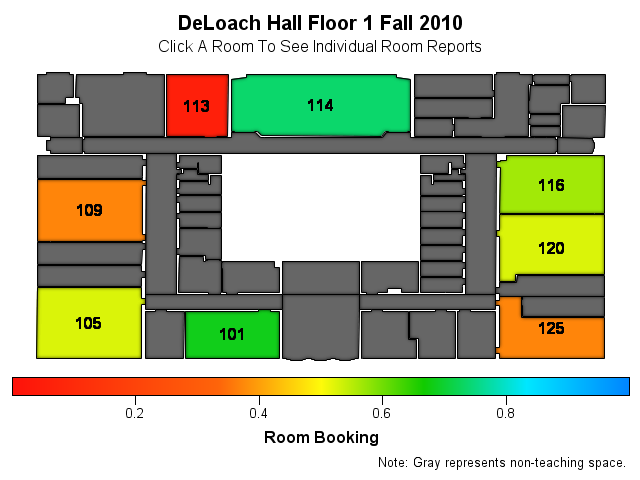 DeLoach Hall Floor 1 Fall 2010
Click A Room To See Individual Room Reports
113
114
109
116
120
105
101
125
0.2 0.4 0.6 0.8
Room Booking
Note: Gray represents non-teaching space.